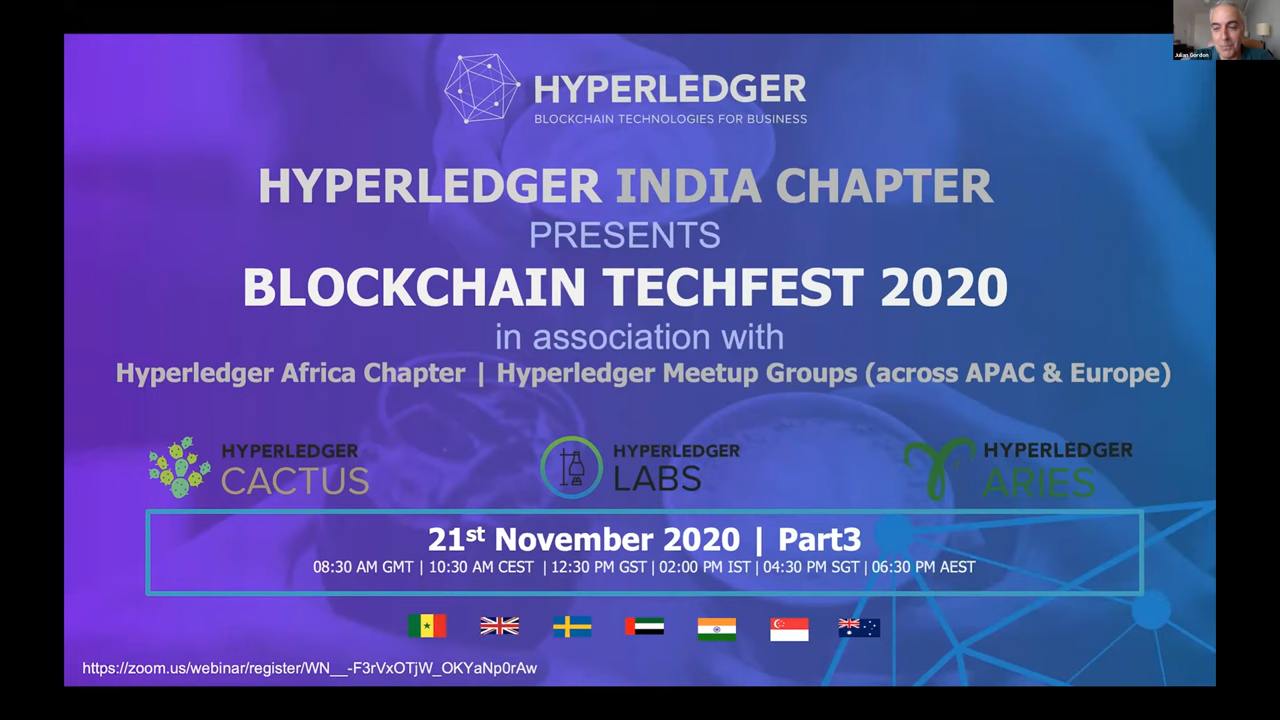 Julian Gordon
HYPERLEDGER
BLOCKCHAIN TECHNOLOGIES FOR BUSINESS
HYPERLEDGER INDIA CHAPTER
PRESENTS
BLOCKCHAIN TECHFEST 2020
in association with
Hyperledger Africa Chapter | Hyperledger Meetup Groups (across APAC & Europe)
HYPERLEDGER
CACTUS
HYPERLEDGER
LABS
HYPERLEDGER
ARIES
21st November 2020 | Part3
08:30 AM GMT | 10:30 AM CEST | 12:30 PM GST | 02:00 PM IST | 04:30 PM SGT | 06:30 PM AEST
https://zoom.us/webinar/register/WN__-F3rVxOTjW_OKYaNp0rAw